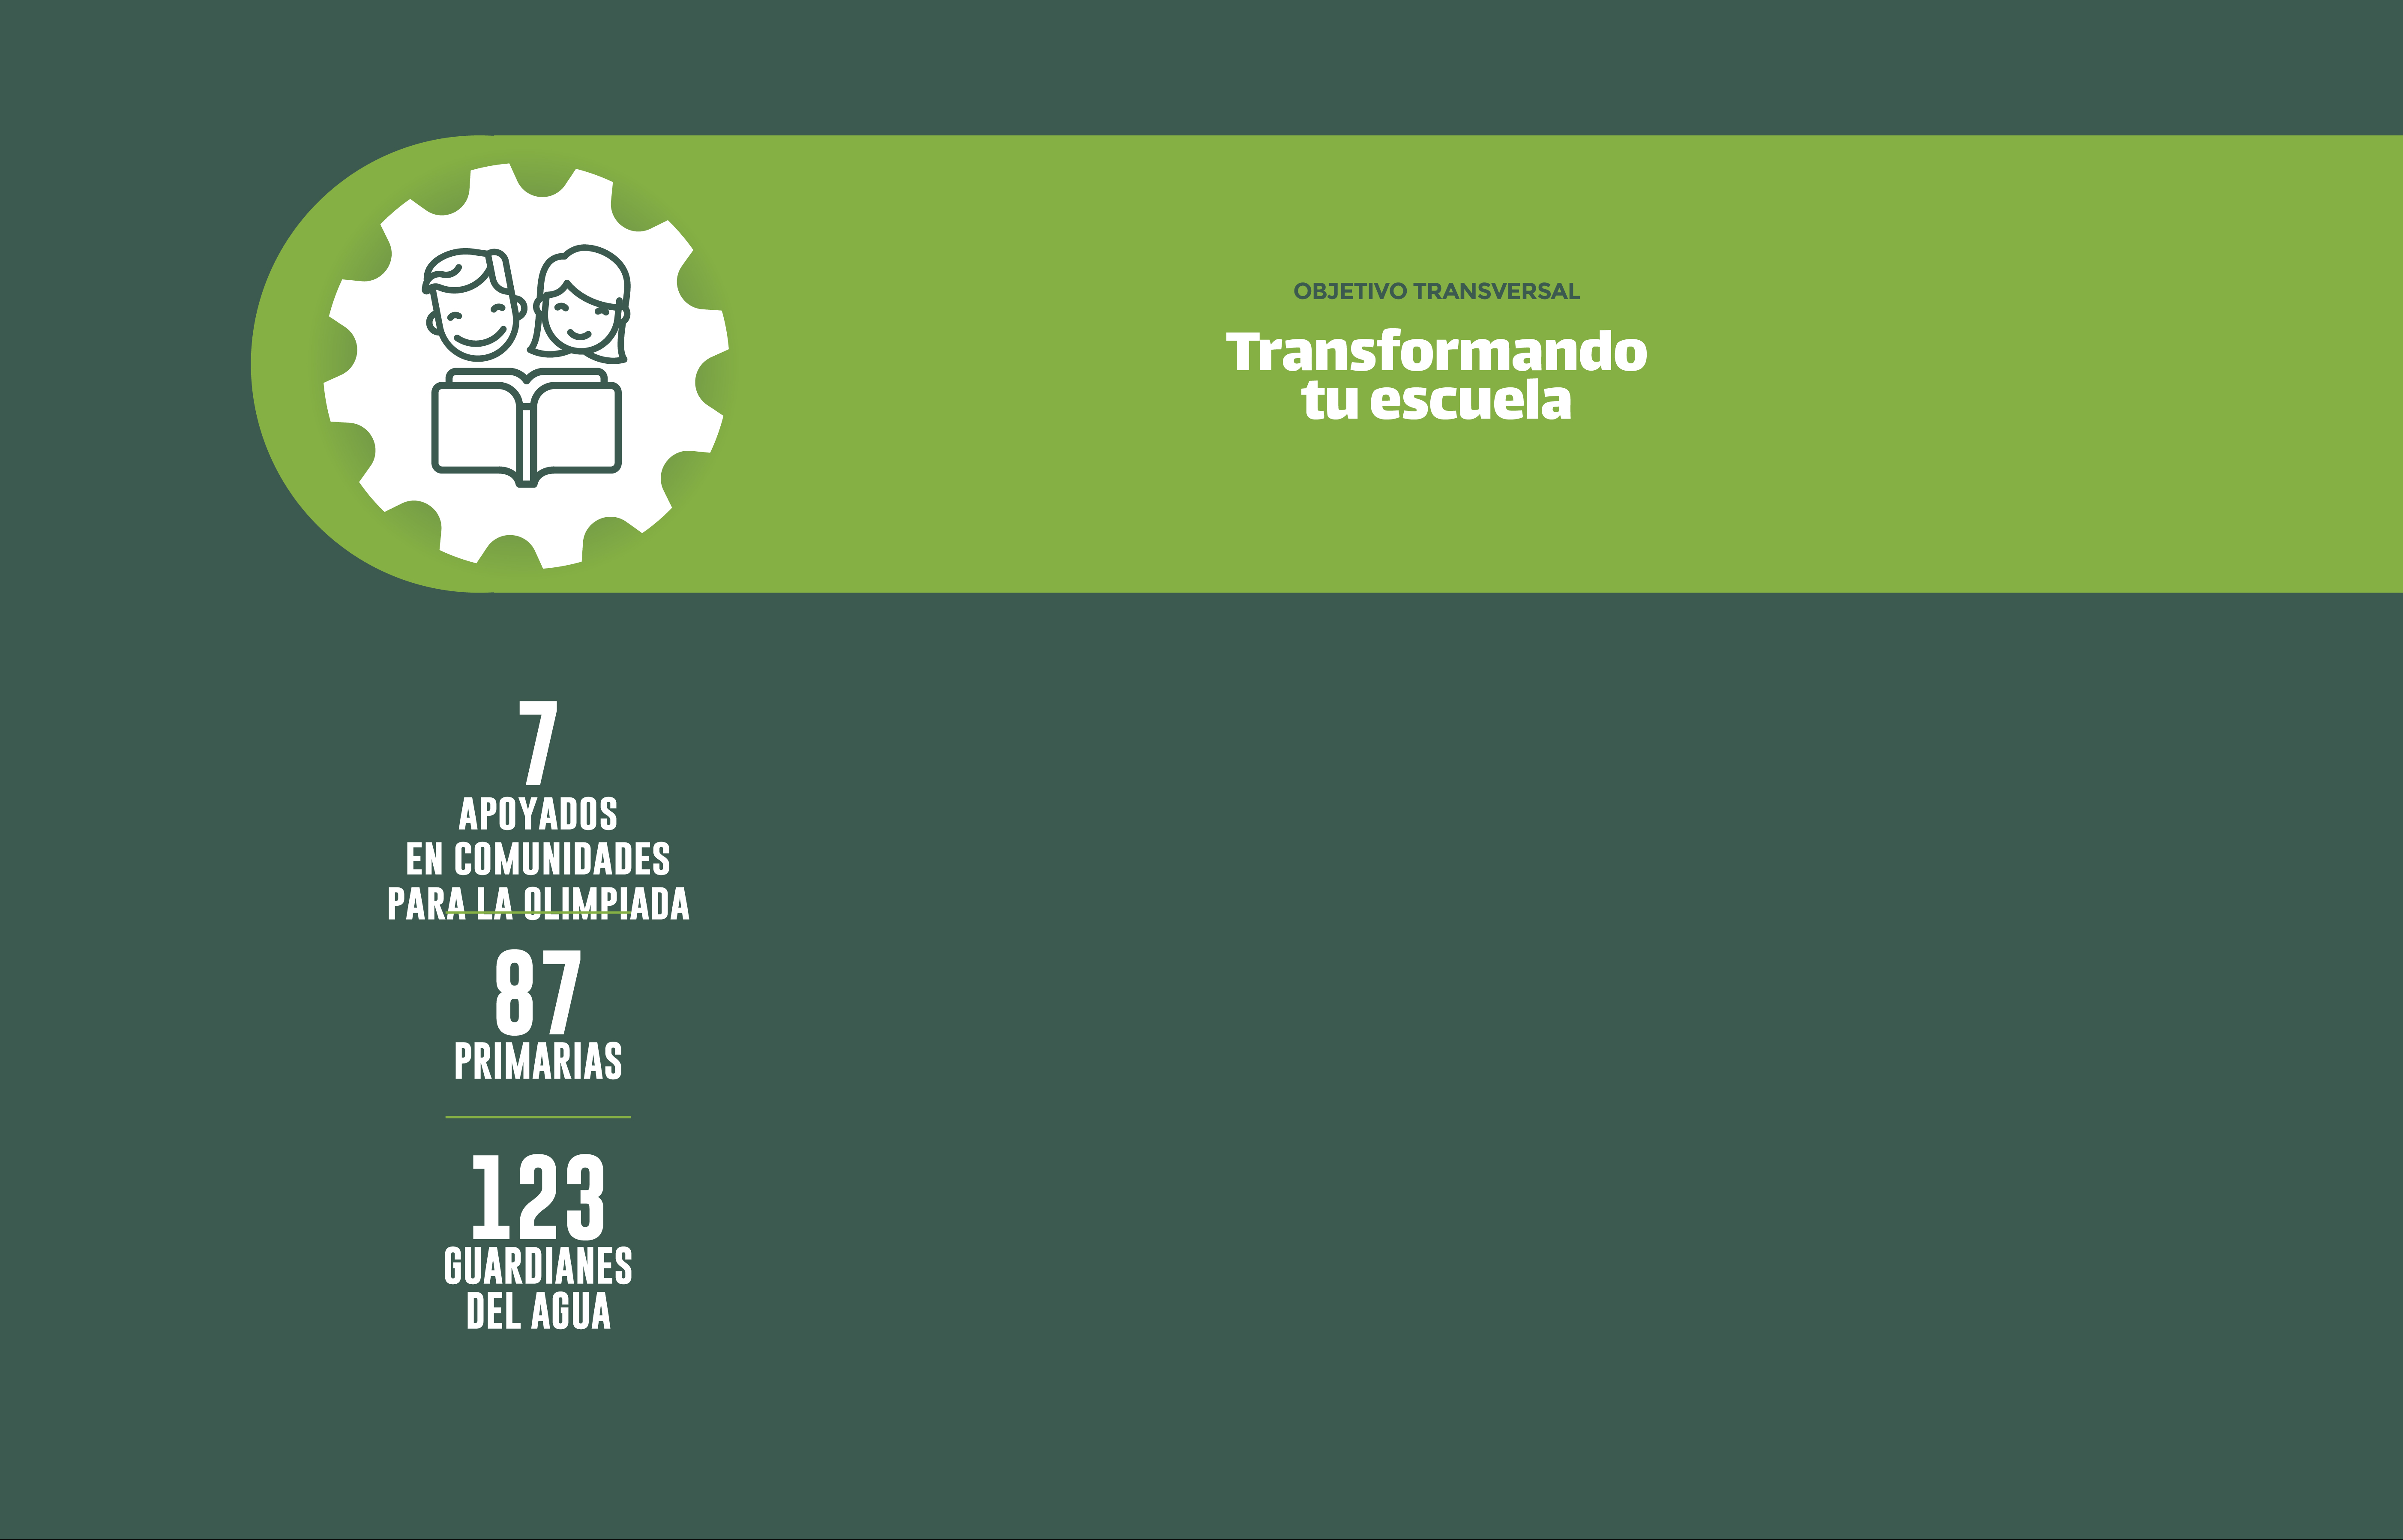 OBJETIVO TRANSVERSAL
Transformando
tu escuela
7
APOYADOS
EN COMUNIDADES
PARA LA OLIMPIADA
87
PRIMARIAS
123
GUARDIANES
DEL AGUA